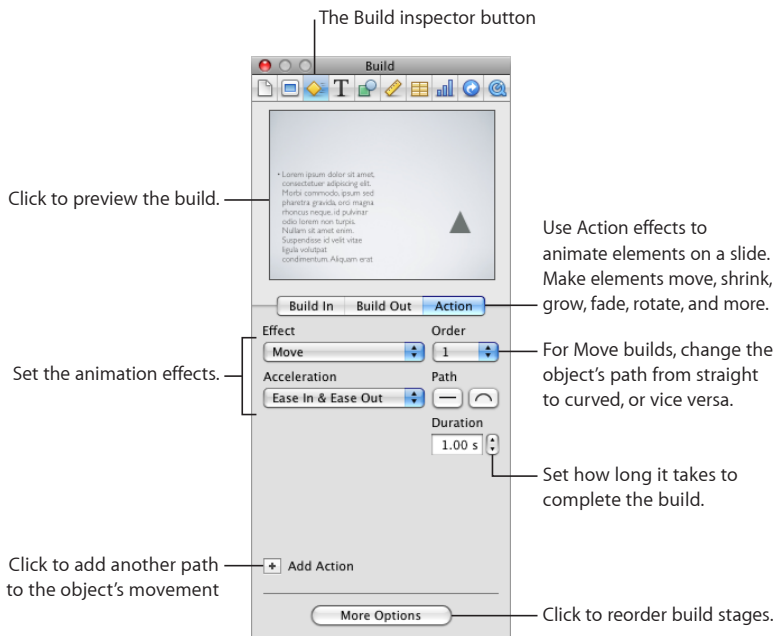 The Build inspector button
Build
T
• Lorem ipsum dolor sit amet,
consectetuer adipiscing elit.
Morbi commodo, ipsum sed
pharetra gravida, orci magna
rhoncus neque, id pulvinar
odio lorem non turpis.
Nullam sit amet enim.
Suspendisse id velit vitae
ligula volutpat
condimentum. Aliquam erat
Click to preview the build.
Use Action effects to
animate elements on a slide.
Make elements move, shrink,
grow, fade, rotate, and more.
Build In Build Out Action
Effect Order
Move 1
For Move builds, change the
object’s path from straight
to curved, or vice versa.
Set the animation effects.
Acceleration Path
Ease In & Ease Out
Duration
1.00 s
Set how long it takes to
complete the build.
Click to add another path
to the object’s movement
+ Add Action
More Options
Click to reorder build stages.